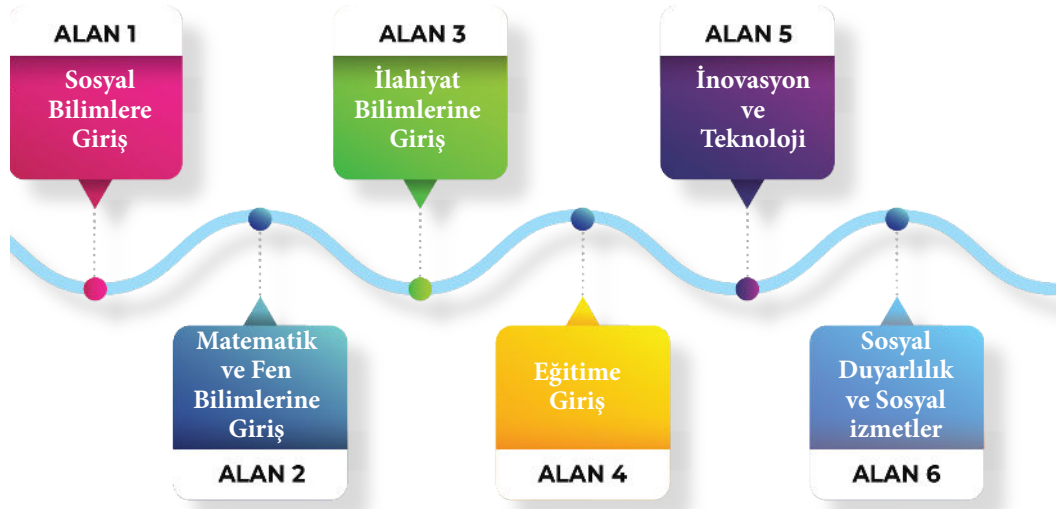 ALAN 1
Sosyal
Bilimlere
Giriş
Matematik
ve Fen
Bilimlerine
Giriş
ALAN 2
ALAN 3
İlahiyat
Bilimlerine
Giriş
Eğitime
Giriş
ALAN 4
ALAN 5
İnovasyon
ve
Teknoloji
Sosyal
Duyarlılık
ve Sosyal
izmetler
ALAN 6